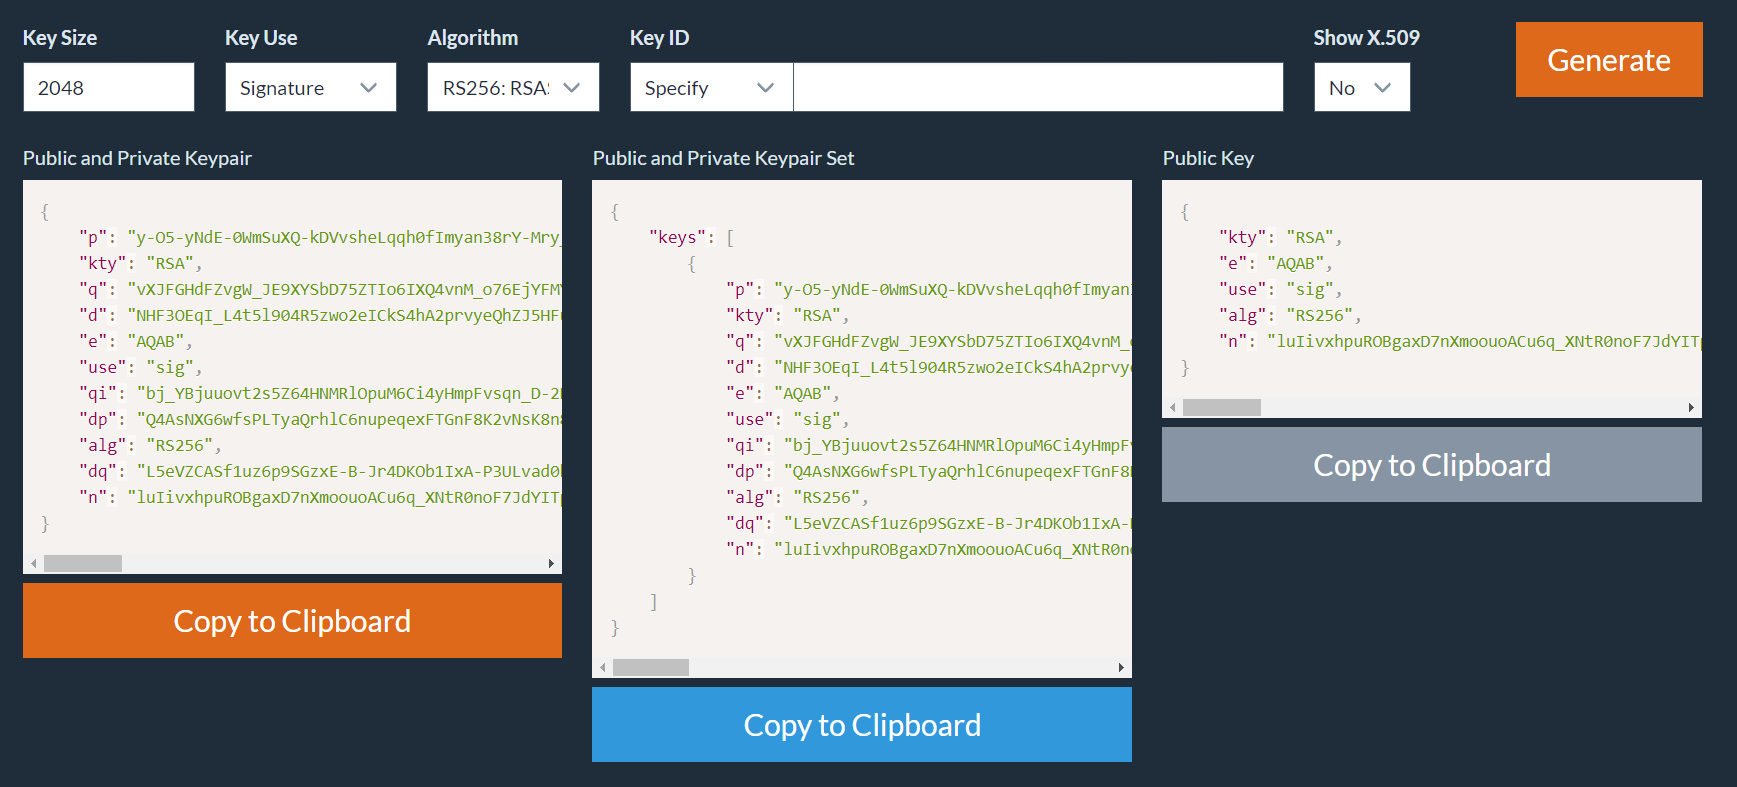 Key Size Key Use Algorithm Key ID Show X.509
Generate
2048 Signature RS256: RSAS Specify No
Public and Private Keypair
{
"p": "y-O5-yNdE-0WmSuXQ-kDVvsheLqqh0fImyan38rY-Mry_
"kty": "RSA",
"q": "vXJFGHdFZvgW_JE9XYSbD75ZTIo6IXQ4vnM_o76EjYFM
"d": "NHF3OEqI_L4t5l904R5zwo2eICkS4hA2prvyeQhZJ5HF
"e": "AQAB",
"use": "sig",
"qi": "bj_YBjuuovt2s5Z64HNMRlOpuM6Ci4yHmpFvsqn_D-2
"dp": "Q4AsNXG6wfsPLTyaQrhlC6nupeqexFTGnF8K2vNsK8n
"alg": "RS256",
"dq": "L5eVZCASf1uz6p9SGzxE-B-Jr4DKOb1IxA-P3ULvad0
"n": "luIivxhpuROBgaxD7nXmoouoACu6q_XNtR0noF7JdYIT
}
Copy to Clipboard
Public and Private Keypair Set
{
"keys": [
{
"p": "y-O5-yNdE-0WmSuXQ-kDVvsheLqqh0fImyan
"kty": "RSA",
"q": "vXJFGHdFZvgW_JE9XYSbD75ZTIo6IXQ4vnM_
"d": "NHF3OEqI_L4t5l904R5zwo2eICkS4hA2prvy
"e": "AQAB",
"use": "sig",
"qi": "bj_YBjuuovt2s5Z64HNMRlOpuM6Ci4yHmpF
"dp": "Q4AsNXG6wfsPLTyaQrhlC6nupeqexFTGnF8
"alg": "RS256",
"dq": "L5eVZCASf1uz6p9SGzxE-B-Jr4DKOb1IxA-
"n": "luIivxhpuROBgaxD7nXmoouoACu6q_XNtR0n
}
]
}
Copy to Clipboard
Public Key
{
"kty": "RSA",
"e": "AQAB",
"use": "sig",
"alg": "RS256",
"n": "luIivxhpuROBgaxD7nXmoouoACu6q_XNtR0noF7JdYIT
}
Copy to Clipboard